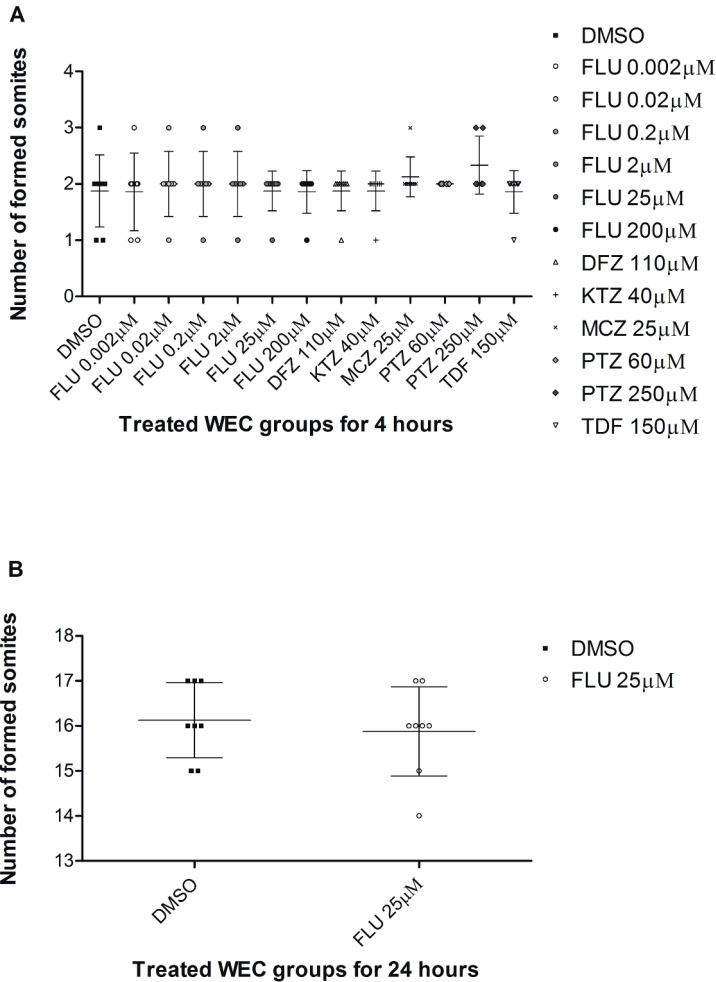 A
Number of formed somites
4
3
2
1
0
DMSO
FLU 0.002μM
FLU 0.02μM
FLU 0.2μM
FLU 2μM
FLU 25μM
FLU 200μM
DFZ 110μM
KTZ 40μM
MCZ 25μM
PTZ 60μM
PTZ 250μM
TDF 150μM
Treated WEC groups for 4 hours
DMSO
FLU 0.002μM
FLU 0.02μM
FLU 0.2μM
FLU 2μM
FLU 25μM
FLU 200μM
DFZ 110μM
KTZ 40μM
MCZ 25μM
PTZ 60μM
PTZ 250μM
TDF 150μM
B
Number of formed somites
18
17
16
15
14
13
DMSO
FLU 25μM
Treated WEC groups for 24 hours
DMSO
FLU 25μM